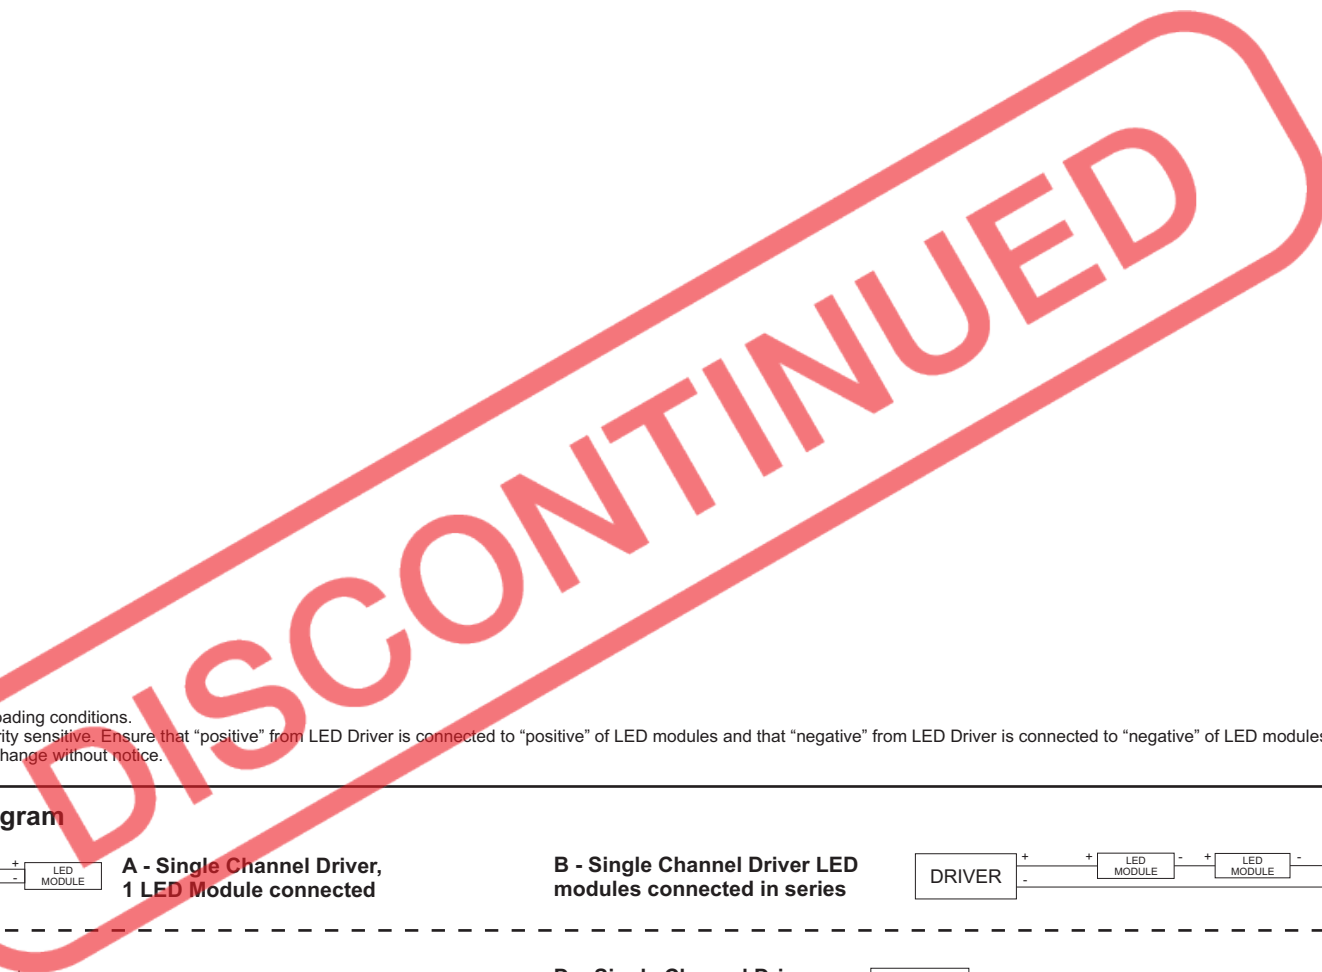 DISCONTINUED
oading conditions.
rity sensitive. Ensure that “positive” from LED Driver is connected to “positive” of LED modules and that “negative” from LED Driver is connected to “negative” of LED modules
hange without notice.
gram
+
-
LED
MODULE
A - Single Channel Driver,
1 LED Module connected
B - Single Channel Driver LED
modules connected in series
DRIVER
+
-
+
LED
MODULE
-
+
LED
MODULE
-